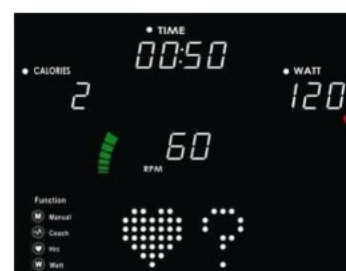 TIME
00:50
CALORIES
WATT
2
120
60
RPM
Function
M Manual
Coach
Hrc
W Watt
?